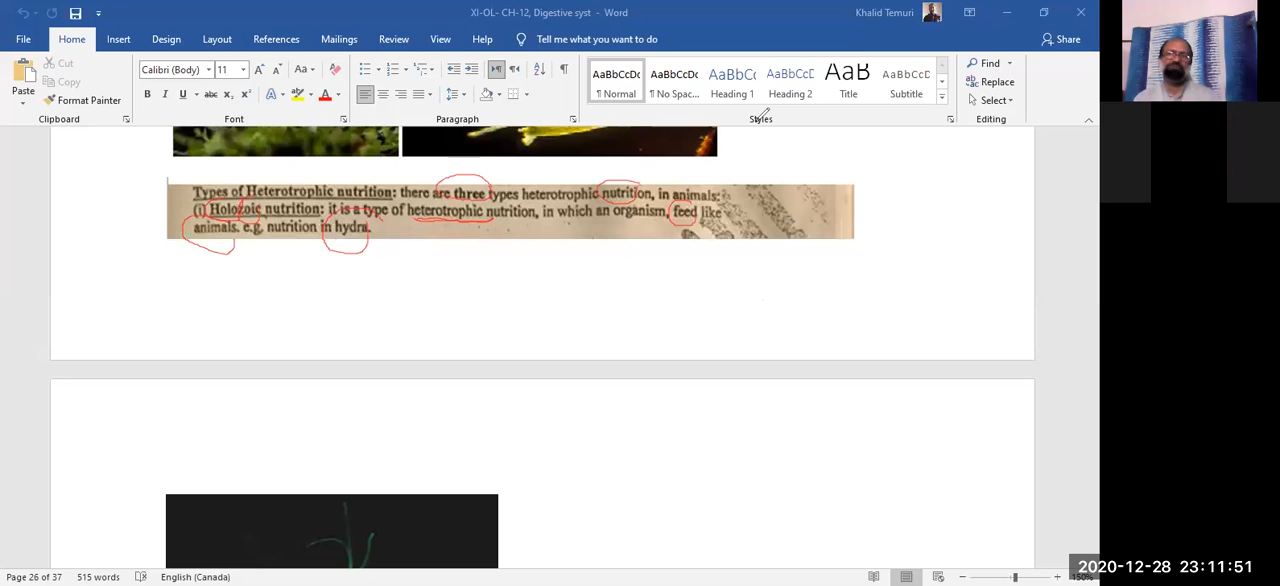 XI-OL- CH-12, Digestive syst - Word
Khalid Temuri
File Home Insert Design Layout References Mailings Review View Help Tell me what you want to do Share
Paste
Cut
Copy
Format Painter
Clipboard
Calibri (Body) 11
Font
Paragraph
AaBbCcDc AaBbCcDc AaBbCc AaBbCcD AaB AaBbCcD
¶ Normal ¶ No Spac... Heading 1 Heading 2 Title Subtitle
Styles
Find
Replace
Select
Editing
Types of Heterotrophic nutrition: there are three types heterotrophic nutrition, in animals:
(i) Holozoic nutrition: it is a type of heterotrophic nutrition, in which an organism, feed like
animals. e.g, nutrition in hydra.
Page 26 of 37 515 words English (Canada) 150%
2020-12-28 23:11:51